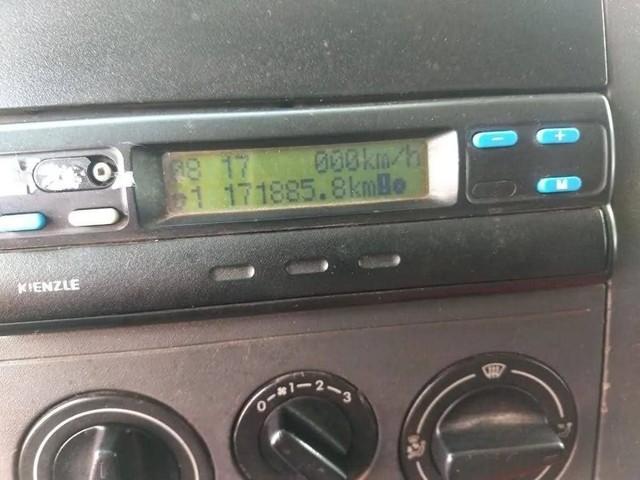 08 17 000km/h
1 171885.8km
− +
M
KIENZLE
0 1 2 3